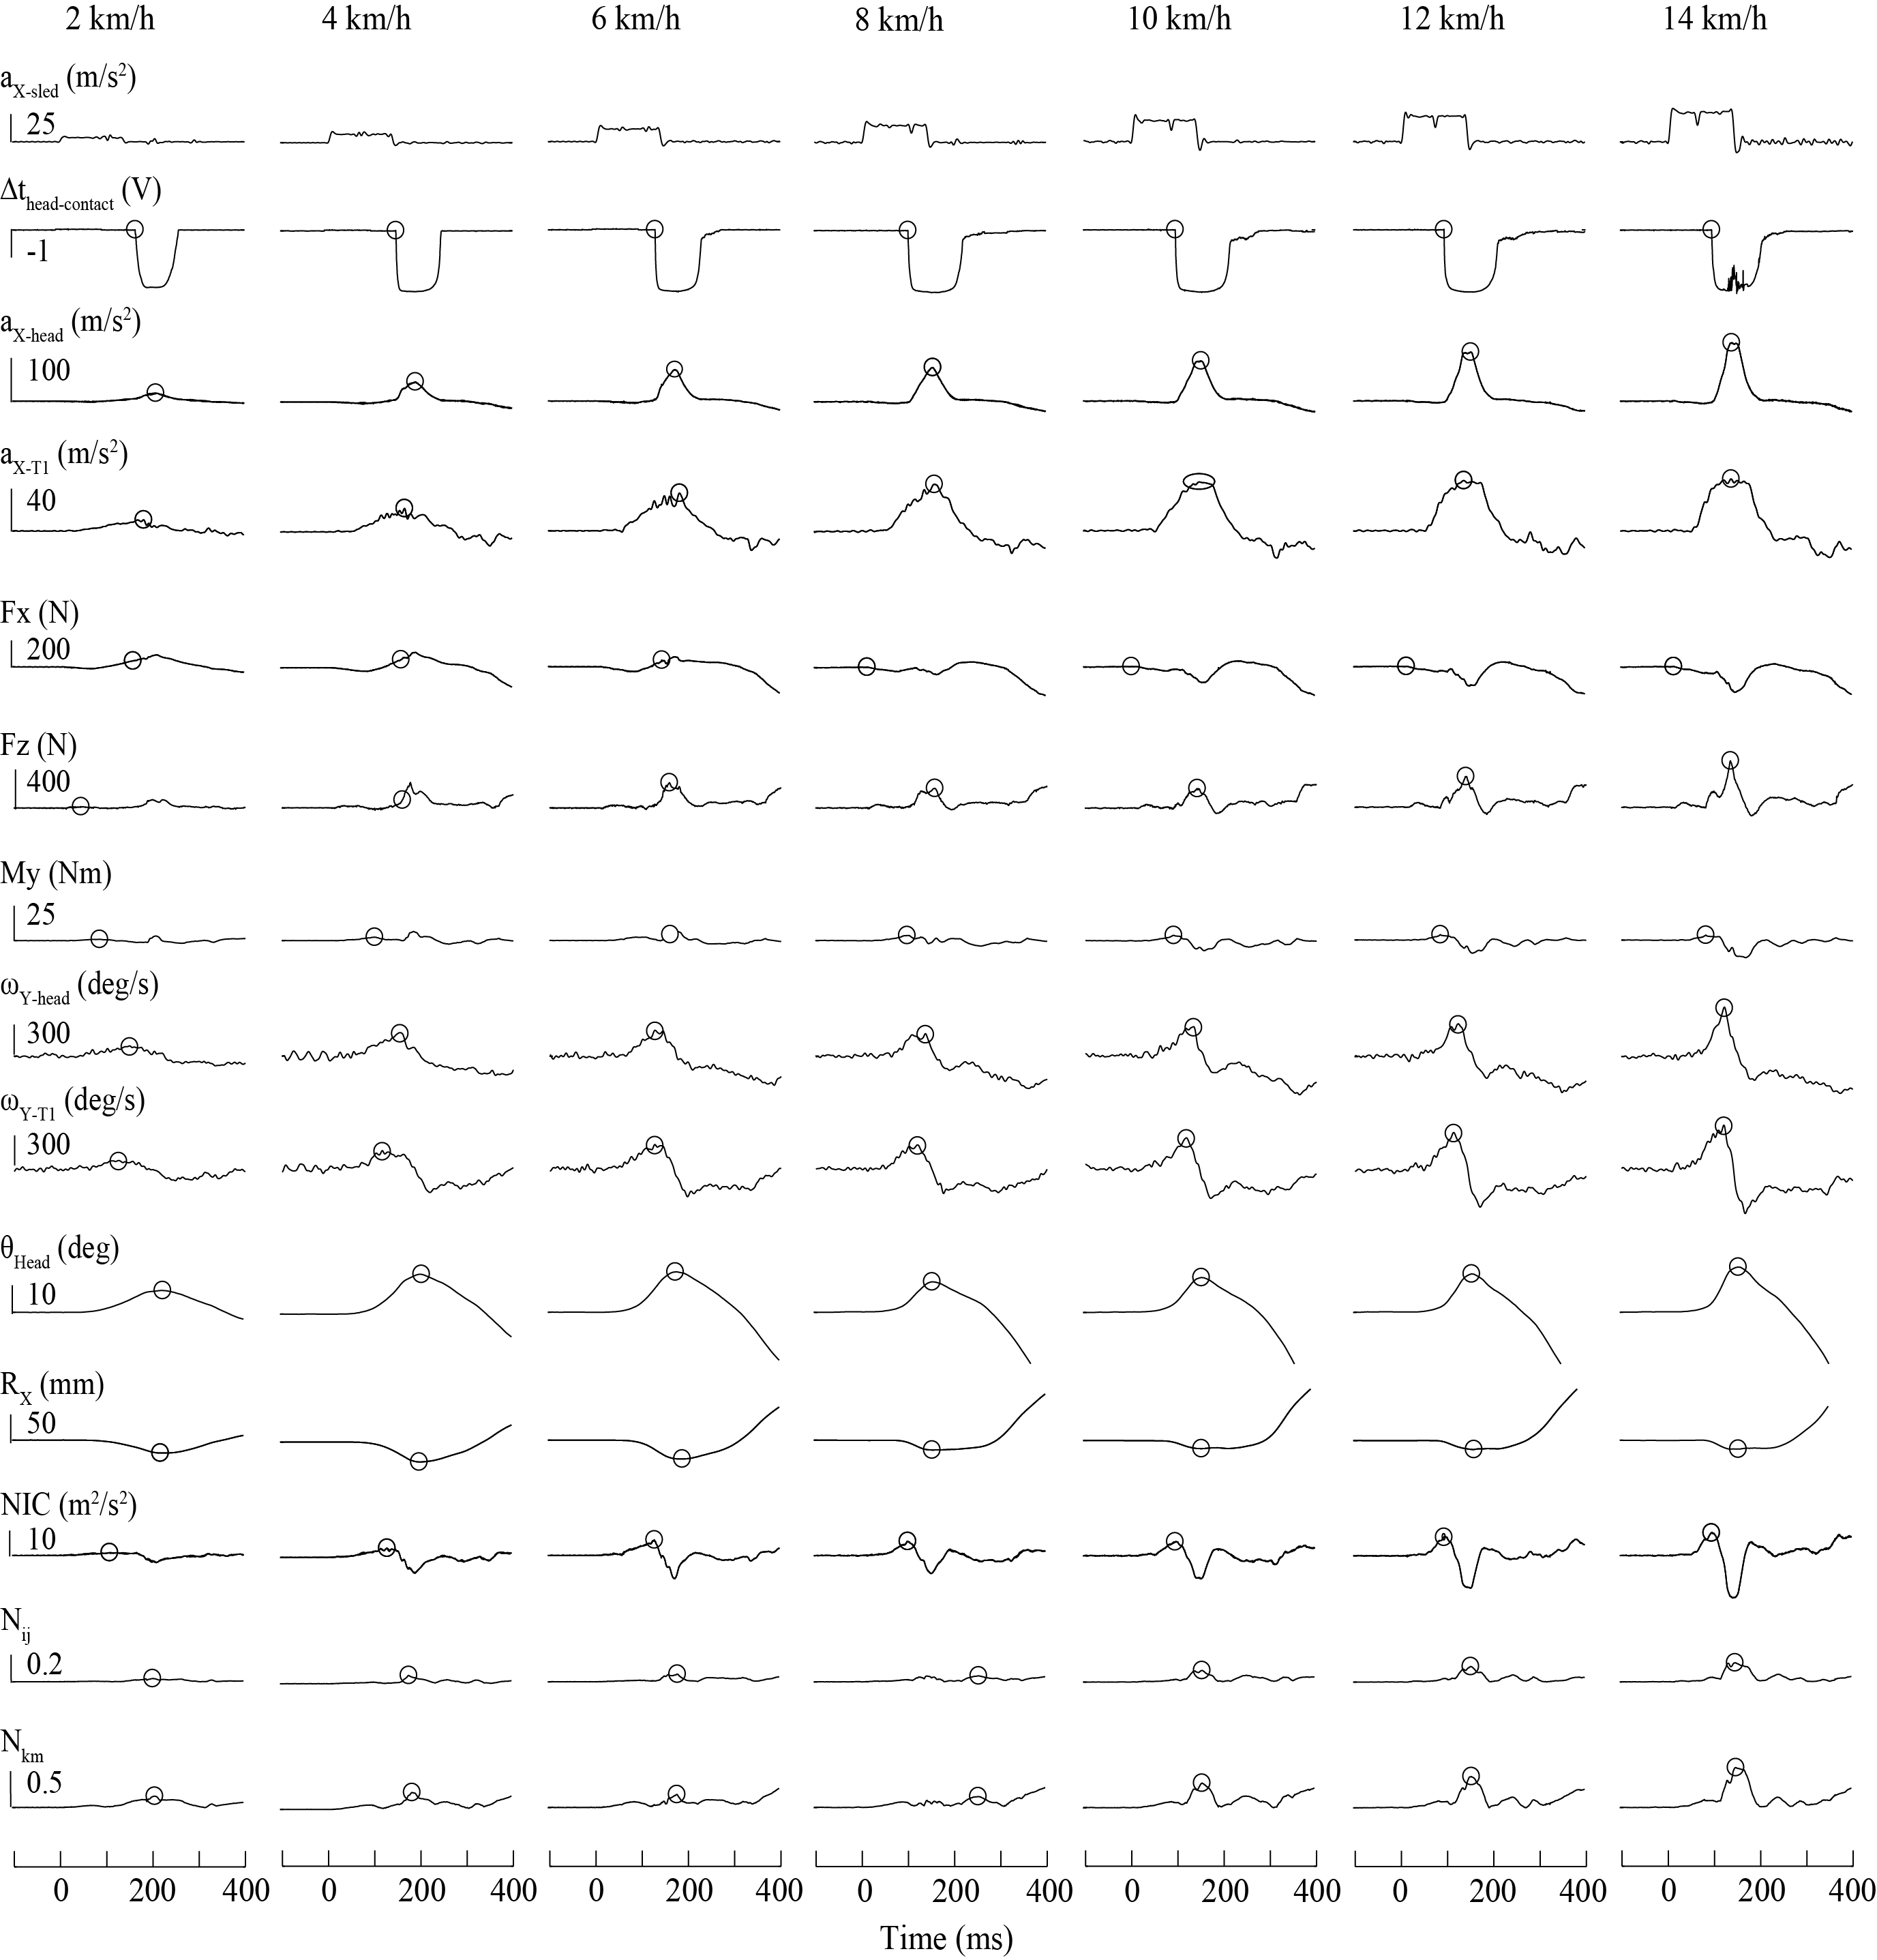 2 km/h 4 km/h 6 km/h 8 km/h 10 km/h 12 km/h 14 km/h
aX-sled (m/s²)
25
Δthead-contact (V)
-1
aX-head (m/s²)
100
aX-T1 (m/s²)
40
Fx (N)
200
Fz (N)
400
My (Nm)
25
ωY-head (deg/s)
300
ωY-T1 (deg/s)
300
θHead (deg)
10
RX (mm)
50
NIC (m²/s²)
10
Nij
0.2
Nkm
0.5
0 200 400 0 200 400 0 200 400 0 200 400 0 200 400 0 200 400 0 200 400
Time (ms)